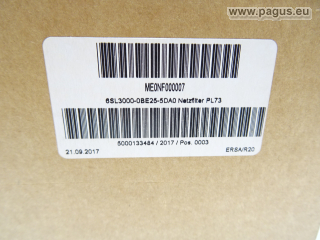 www.pagus.eu
ME0NF000007
6SL3000-0BE25-5DA0 Netzfilter PL73
5000133484 / 2017 / Pos. 0003
21.09.2017
ERSA/R20